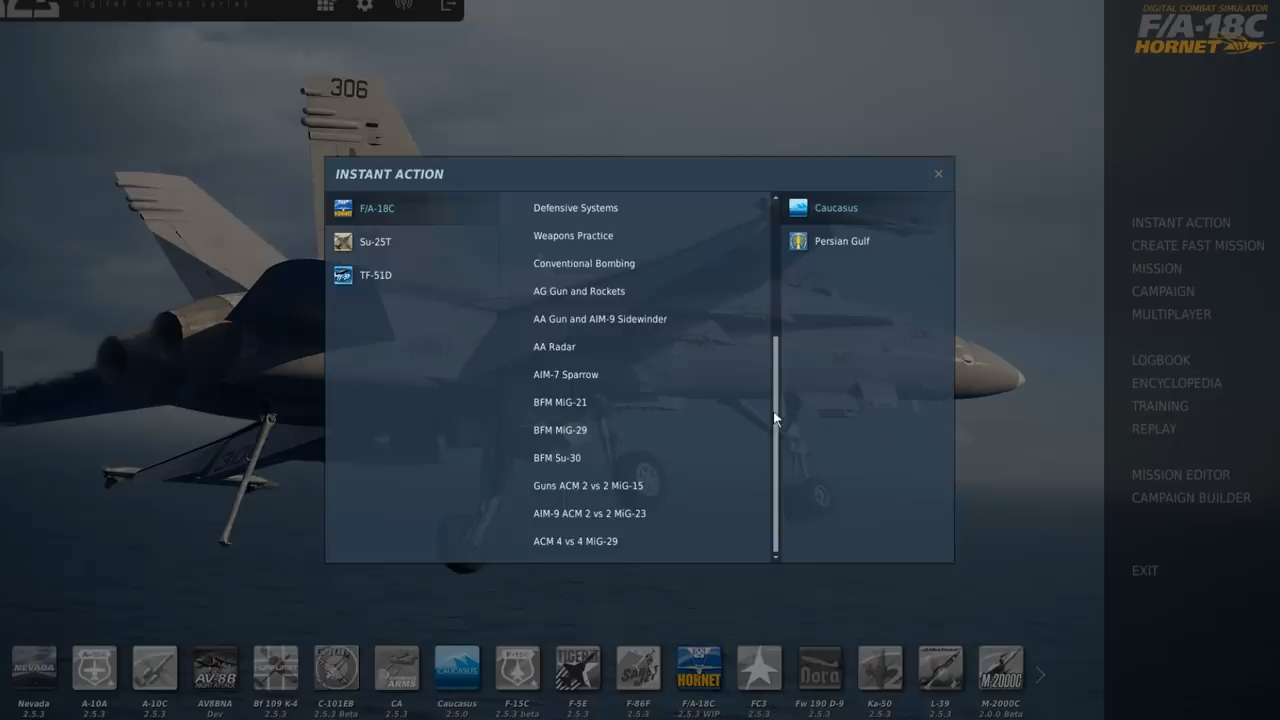 digital combat series
DIGITAL COMBAT SIMULATOR
F/A-18C
HORNET
306
INSTANT ACTION
F/A-18C
Su-25T
TF-51D
Defensive Systems
Weapons Practice
Conventional Bombing
AG Gun and Rockets
AA Gun and AIM-9 Sidewinder
AA Radar
AIM-7 Sparrow
BFM MiG-21
BFM MiG-29
BFM Su-30
Guns ACM 2 vs 2 MiG-15
AIM-9 ACM 2 vs 2 MiG-23
ACM 4 vs 4 MiG-29
Caucasus
Persian Gulf
INSTANT ACTION
CREATE FAST MISSION
MISSION
CAMPAIGN
MULTIPLAYER
LOGBOOK
ENCYCLOPEDIA
TRAINING
REPLAY
MISSION EDITOR
CAMPAIGN BUILDER
EXIT
NEVADA
AV-8B
NIGHT ATTACK
ARMS
CAUCASUS
F-15C
TIGER
HORNET
Dora
L-39
M-2000C
Nevada
2.5.3
A-10A
2.5.3
A-10C
2.5.3
AV8BNA
Dev
Bf 109 K-4
2.5.3
C-101EB
2.5.3 Beta
CA
2.5.3
Caucasus
2.5.0
F-15C
2.5.3 beta
F-5E
2.5.3
F-86F
2.5.3
F/A-18C
2.5.3 WIP
FC3
2.5.3
Fw 190 D-9
2.5.3
Ka-50
2.5.3
L-39
2.5.3
M-2000C
2.0.0 Beta